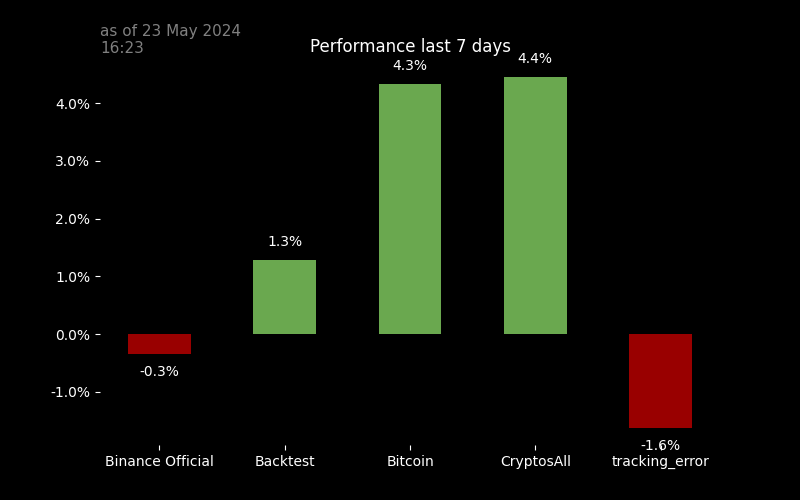 as of 23 May 2024
16:23
Performance last 7 days
4.3%
4.4%
4.0%
3.0%
2.0%
1.3%
1.0%
0.0%
-0.3%
-1.0%
-1.6%
Binance Official
Backtest
Bitcoin
CryptosAll
tracking_error